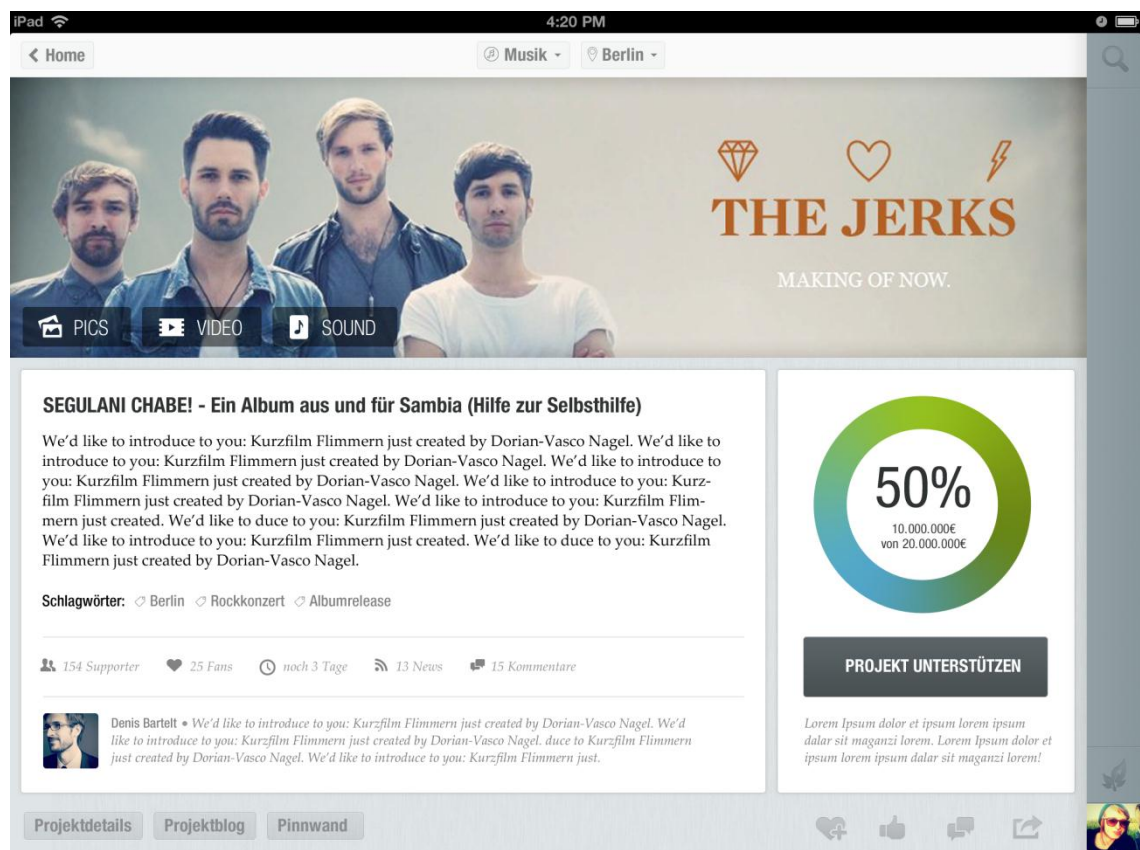 iPad 4:20 PM
Home Musik Berlin
THE JERKS
MAKING OF NOW.
PICS VIDEO SOUND
SEGULANI CHABE! - Ein Album aus und für Sambia (Hilfe zur Selbsthilfe)
We'd like to introduce to you: Kurzfilm Flimmern just created by Dorian-Vasco Nagel. We'd like to
introduce to you: Kurzfilm Flimmern just created by Dorian-Vasco Nagel. We'd like to introduce to
you: Kurzfilm Flimmern just created by Dorian-Vasco Nagel. We'd like to introduce to you: Kurz-
film Flimmern just created by Dorian-Vasco Nagel. We'd like to introduce to you: Kurzfilm Flim-
mern just created. We'd like to duce to you: Kurzfilm Flimmern just created by Dorian-Vasco Nagel.
We'd like to introduce to you: Kurzfilm Flimmern just created. We'd like to duce to you: Kurzfilm
Flimmern just created by Dorian-Vasco Nagel.
Schlagwörter: Berlin Rockkonzert Albumrelease
154 Supporter 25 Fans noch 3 Tage 13 News 15 Kommentare
Denis Bartelt • We'd like to introduce to you: Kurzfilm Flimmern just created by Dorian-Vasco Nagel. We'd
like to introduce to you: Kurzfilm Flimmern just created by Dorian-Vasco Nagel. duce to Kurzfilm Flimmern
just created by Dorian-Vasco Nagel. We'd like to introduce to you: Kurzfilm Flimmern just.
50%
10.000.000€
von 20.000.000€
PROJEKT UNTERSTÜTZEN
Lorem Ipsum dolor et ipsum lorem ipsum
dalar sit maganzi lorem. Lorem Ipsum dolor et
ipsum lorem ipsum dalar sit maganzi lorem!
Projektdetails Projektblog Pinnwand